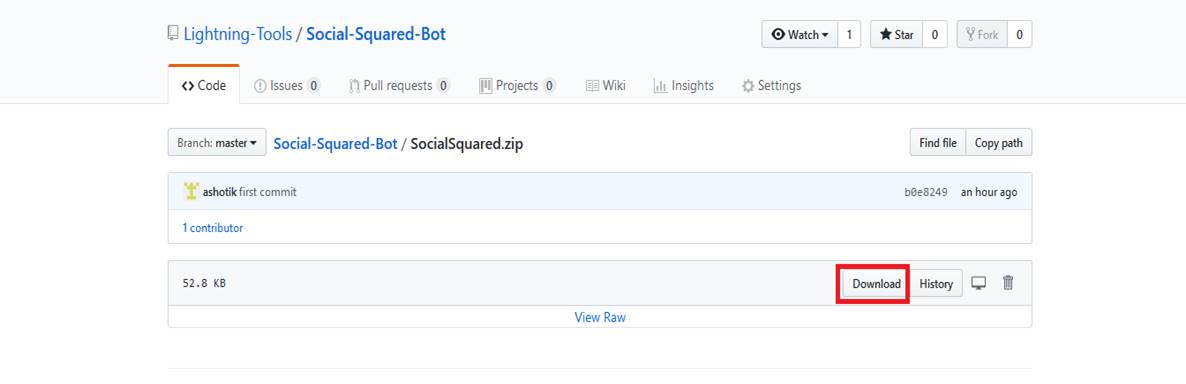 Lightning-Tools / Social-Squared-Bot
Watch 1 Star 0 Fork 0
Code Issues 0 Pull requests 0 Projects 0 Wiki Insights Settings
Branch: master Social-Squared-Bot / SocialSquared.zip Find file Copy path
ashotik first commit b0e8249 an hour ago
1 contributor
52.8 KB Download History
View Raw